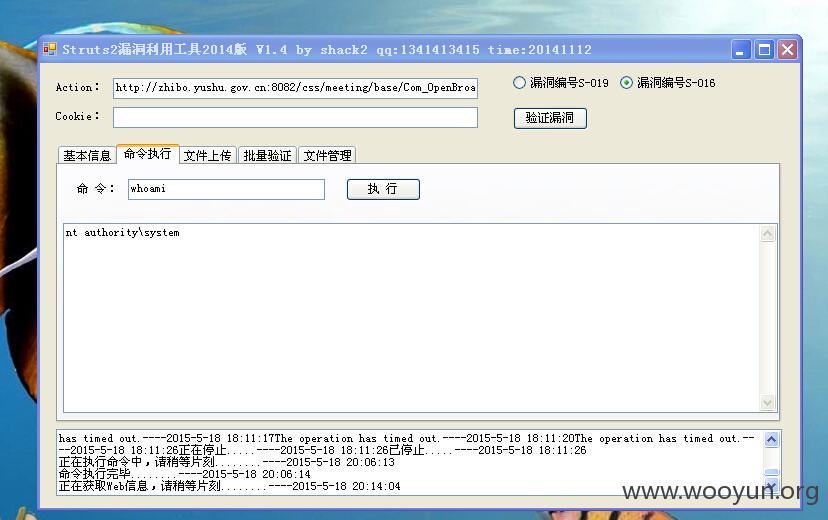 Struts2漏洞利用工具2014版 V1.4 by shack2 qq:1341413415 time:20141112
Action: http://zhibo.yushu.gov.cn:8082/css/meeting/base/Com_OpenBroa 漏洞编号S-019 漏洞编号S-016
Cookie: 验证漏洞
基本信息 命令执行 文件上传 批量验证 文件管理
命 令: whoami 执 行
nt authority\system
has timed out.----2015-5-18 18:11:17The operation has timed out.----2015-5-18 18:11:20The operation has timed out.--
--2015-5-18 18:11:26正在停止.....----2015-5-18 18:11:26已停止.....----2015-5-18 18:11:26
正在执行命令中，请稍等片刻........----2015-5-18 20:06:13
命令执行完毕........----2015-5-18 20:06:14
正在获取Web信息，请稍等片刻........----2015-5-18 20:14:04
www.wooyun.org